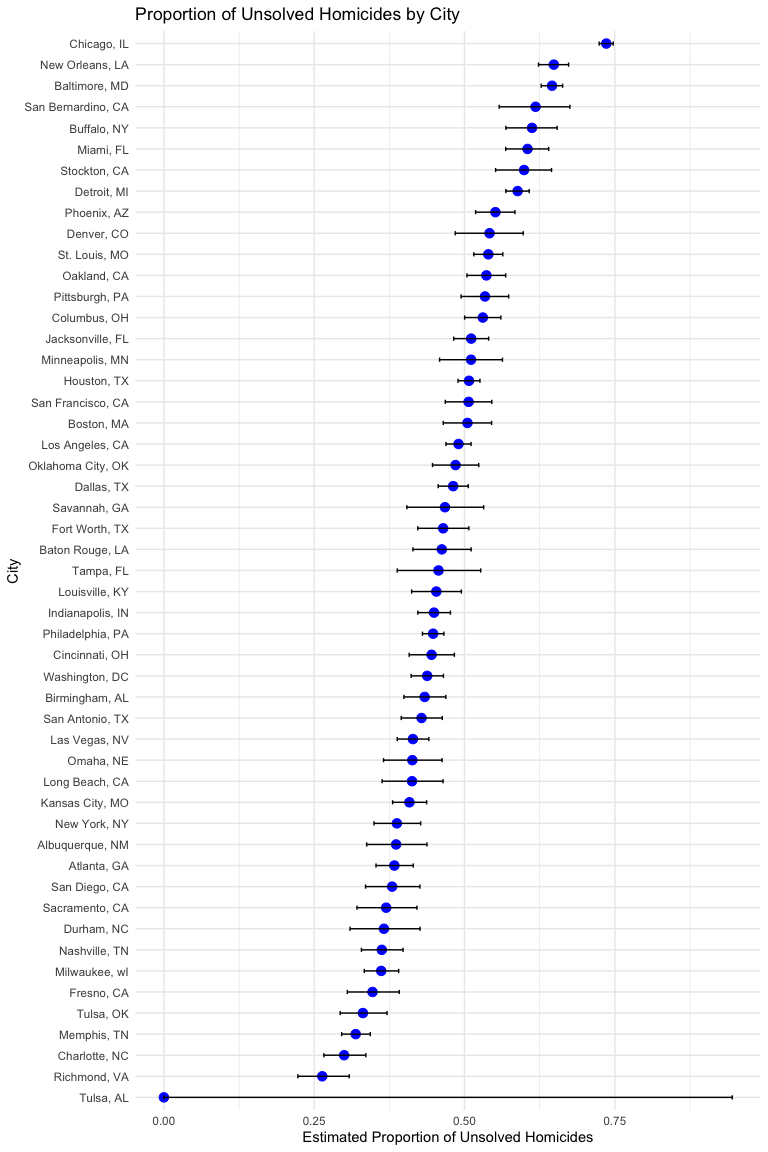 Proportion of Unsolved Homicides by City
Chicago, IL
New Orleans, LA
Baltimore, MD
San Bernardino, CA
Buffalo, NY
Miami, FL
Stockton, CA
Detroit, MI
Phoenix, AZ
Denver, CO
St. Louis, MO
Oakland, CA
Pittsburgh, PA
Columbus, OH
Jacksonville, FL
Minneapolis, MN
Houston, TX
San Francisco, CA
Boston, MA
Los Angeles, CA
Oklahoma City, OK
Dallas, TX
Savannah, GA
Fort Worth, TX
Baton Rouge, LA
Tampa, FL
Louisville, KY
Indianapolis, IN
Philadelphia, PA
Cincinnati, OH
Washington, DC
Birmingham, AL
San Antonio, TX
Las Vegas, NV
Omaha, NE
Long Beach, CA
Kansas City, MO
New York, NY
Albuquerque, NM
Atlanta, GA
San Diego, CA
Sacramento, CA
Durham, NC
Nashville, TN
Milwaukee, wI
Fresno, CA
Tulsa, OK
Memphis, TN
Charlotte, NC
Richmond, VA
Tulsa, AL
City
0.00 0.25 0.50 0.75
Estimated Proportion of Unsolved Homicides